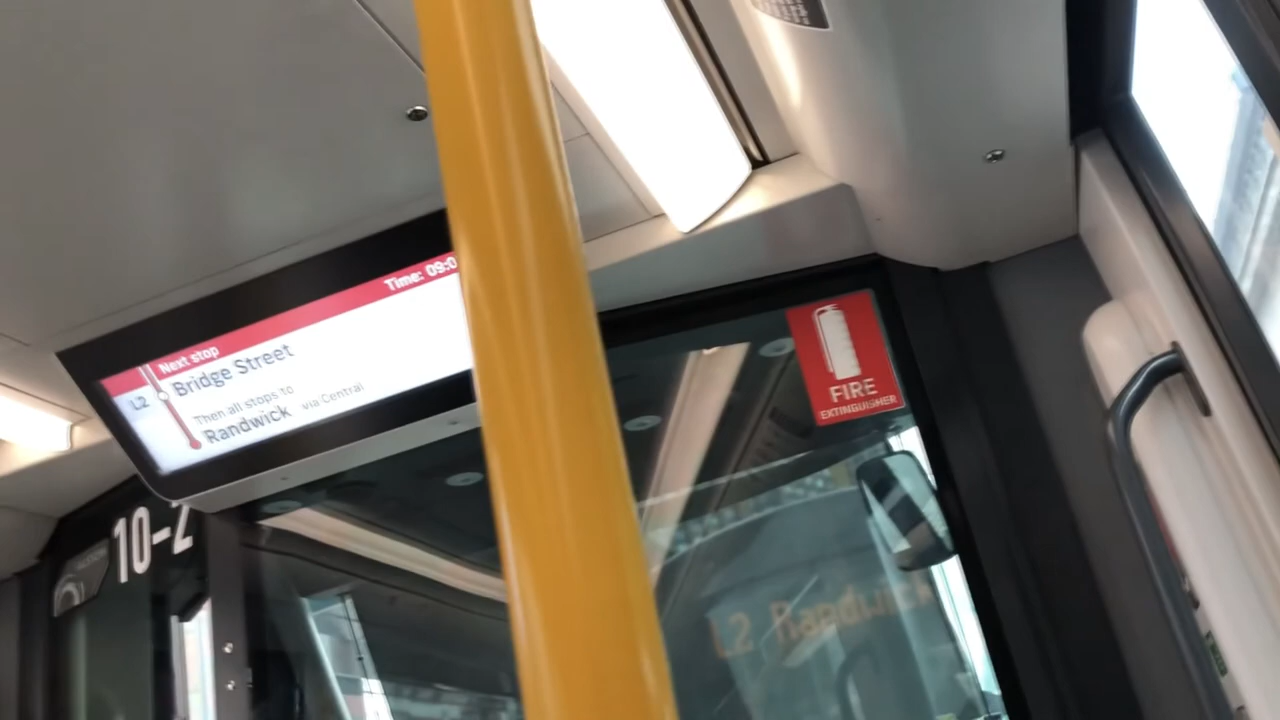 Time: 09:0
Next stop
L2
Bridge Street
Then all stops to
Randwick via Central
FIRE
EXTINGUISHER
10-2
L2 Randwick